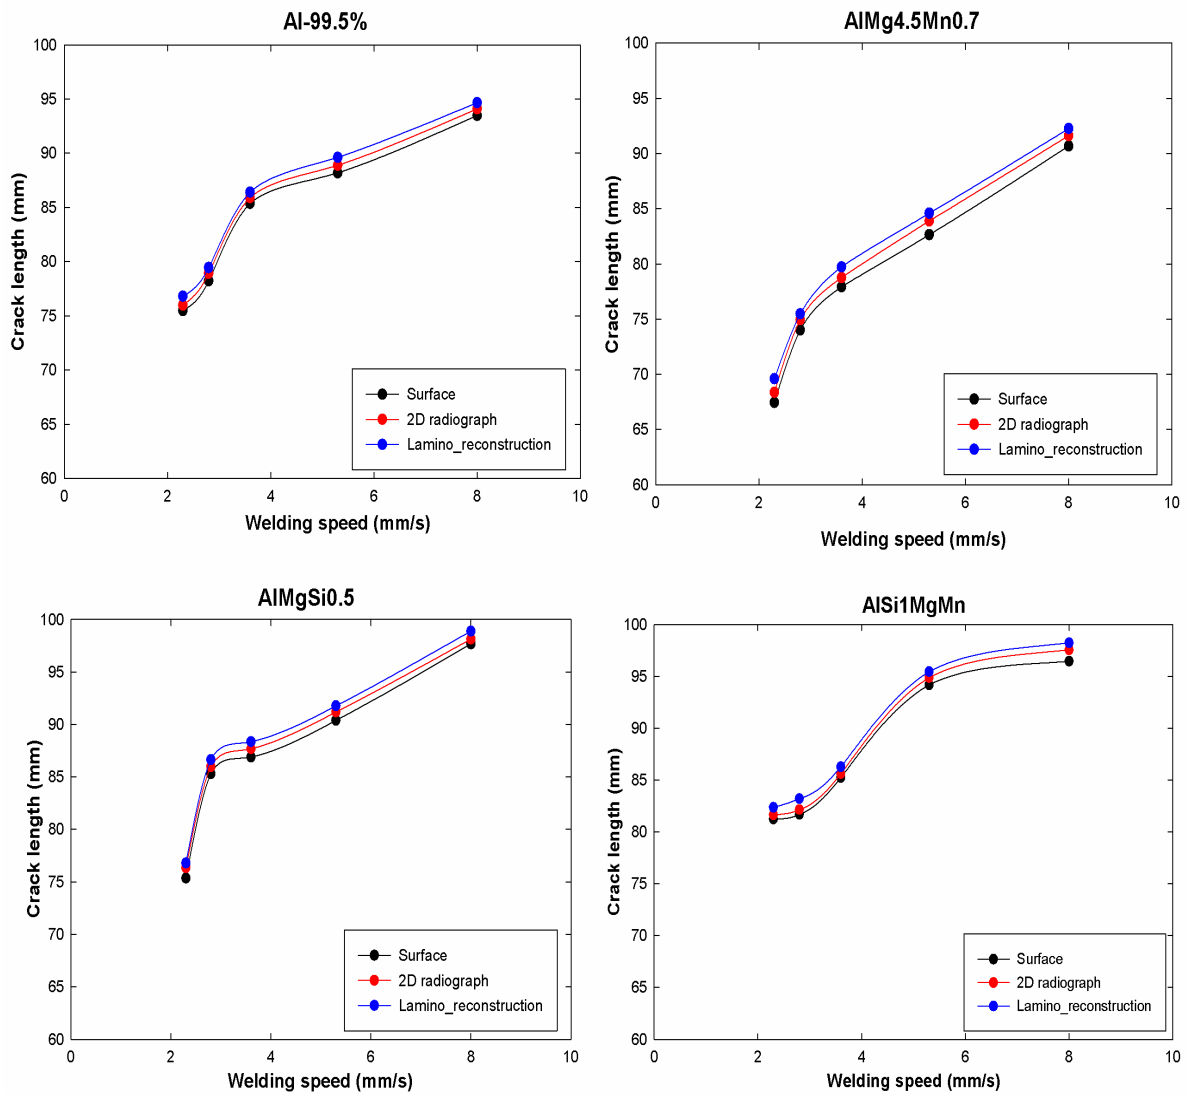 Al-99.5%
100
95
90
85
80
75
70
65
60
Crack length (mm)
Surface
2D radiograph
Lamino_reconstruction
0 2 4 6 8 10
Welding speed (mm/s)
AlMg4.5Mn0.7
100
95
90
85
80
75
70
65
60
Crack length (mm)
Surface
2D radiograph
Lamino_reconstruction
0 2 4 6 8 10
Welding speed (mm/s)
AlMgSi0.5
100
95
90
85
80
75
70
65
60
Crack length (mm)
Surface
2D radiograph
Lamino_reconstruction
0 2 4 6 8 10
Welding speed (mm/s)
AlSi1MgMn
100
95
90
85
80
75
70
65
60
Crack length (mm)
Surface
2D radiograph
Lamino_reconstruction
0 2 4 6 8 10
Welding speed (mm/s)